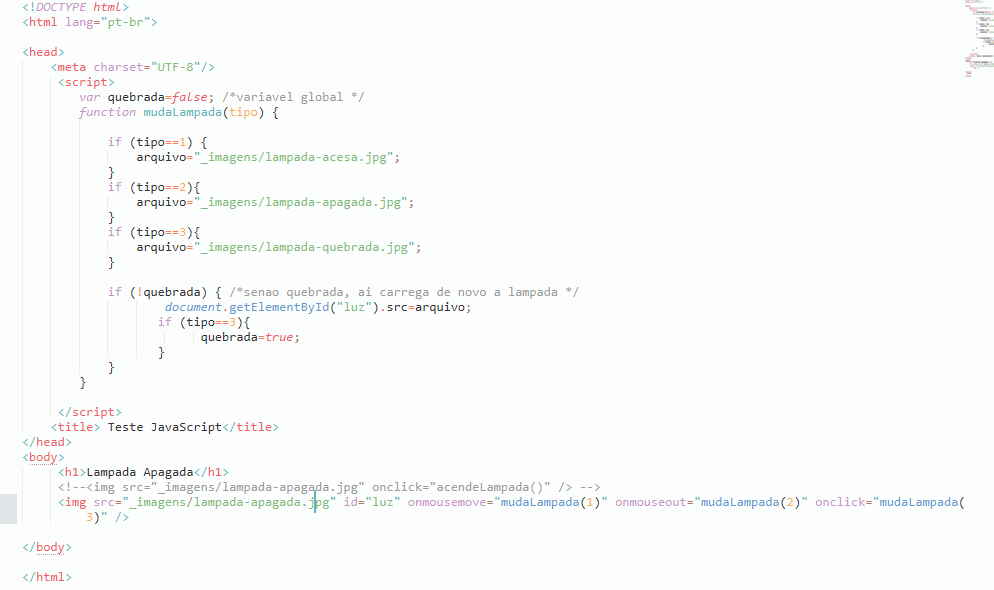 <!DOCTYPE html>
<html lang="pt-br">
<head>
<meta charset="UTF-8"/>
<script>
var quebrada=false; /*variavel global */
function mudaLampada(tipo) {
if (tipo==1) {
arquivo="_imagens/lampada-acesa.jpg";
}
if (tipo==2){
arquivo="_imagens/lampada-apagada.jpg";
}
if (tipo==3){
arquivo="_imagens/lampada-quebrada.jpg";
}
if (!quebrada) { /*senao quebrada, ai carrega de novo a lampada */
document.getElementById("luz").src=arquivo;
if (tipo==3){
quebrada=true;
}
}
}
</script>
<title> Teste JavaScript</title>
</head>
<body>
<h1>Lampada Apagada</h1>
<!--<img src="_imagens/lampada-apagada.jpg" onclick="acendeLampada()" /> -->
<img src="_imagens/lampada-apagada.jpg" id="luz" onmousemove="mudaLampada(1)" onmouseout="mudaLampada(2)" onclick="mudaLampada(
3)" />
</body>
</html>